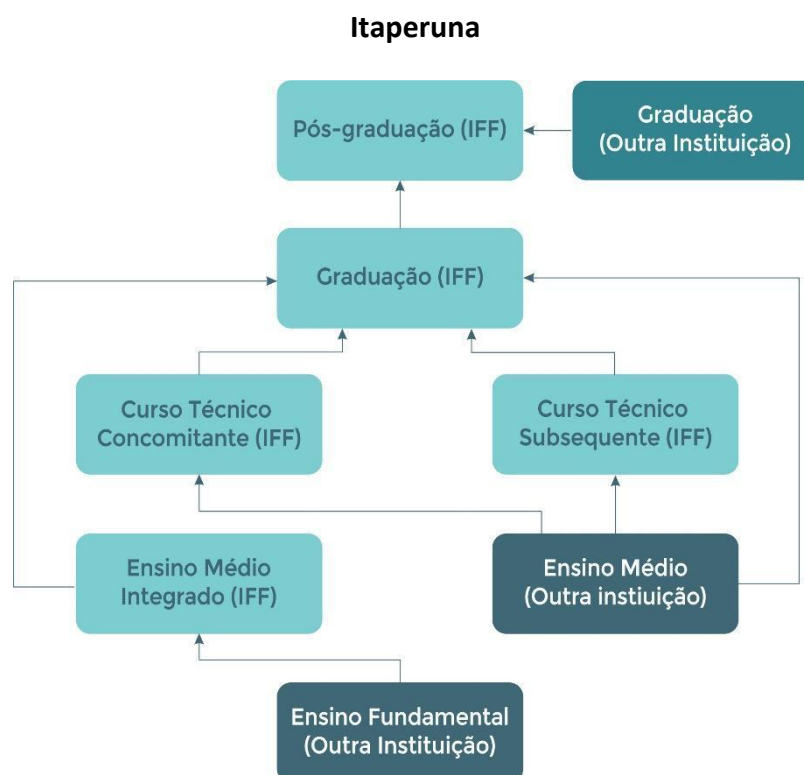 Itaperuna
Pós-graduação (IFF)
Graduação
(Outra Instituição)
Graduação (IFF)
Curso Técnico
Concomitante (IFF)
Curso Técnico
Subsequente (IFF)
Ensino Médio
Integrado (IFF)
Ensino Médio
(Outra instiuição)
Ensino Fundamental
(Outra Instituição)